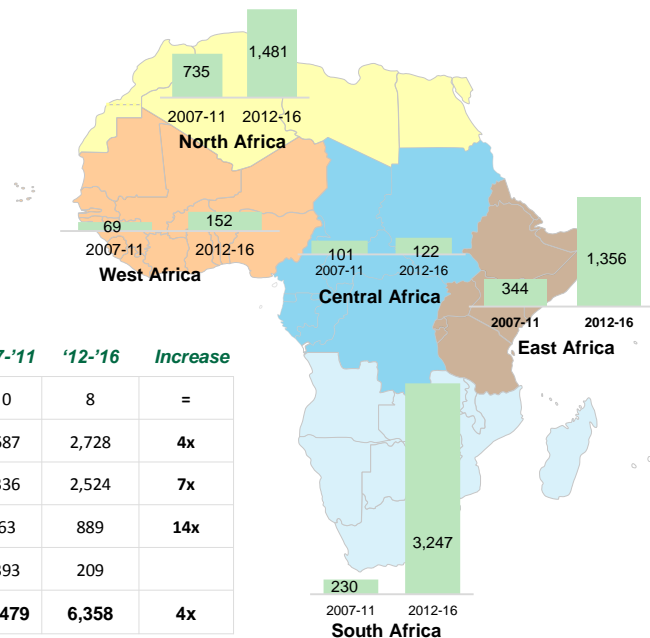 735
1,481
2007-11 2012-16
North Africa
69
152
2007-11 2012-16
West Africa
101
122
2007-11 2012-16
Central Africa
344
1,356
2007-11 2012-16
East Africa
'12-'16 Increase
0 8 =
2,728 4x
2,524 7x
889 14x
209
6,358 4x
230
3,247
2007-11 2012-16
South Africa